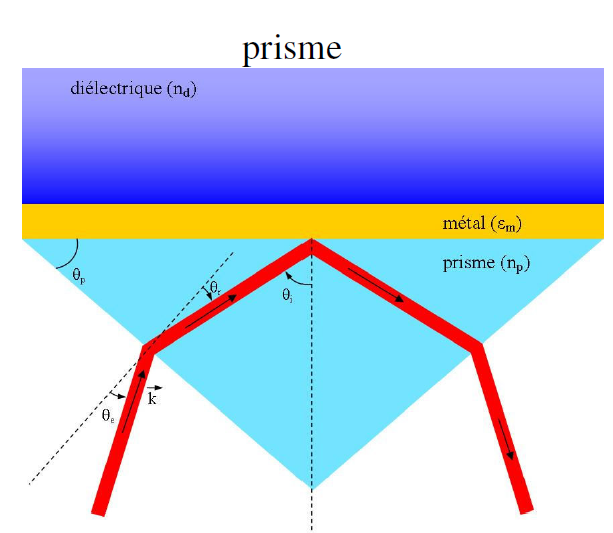 prisme
diélectrique (nd)
métal (εm)
prisme (np)
θp
θr
θi
k
θe